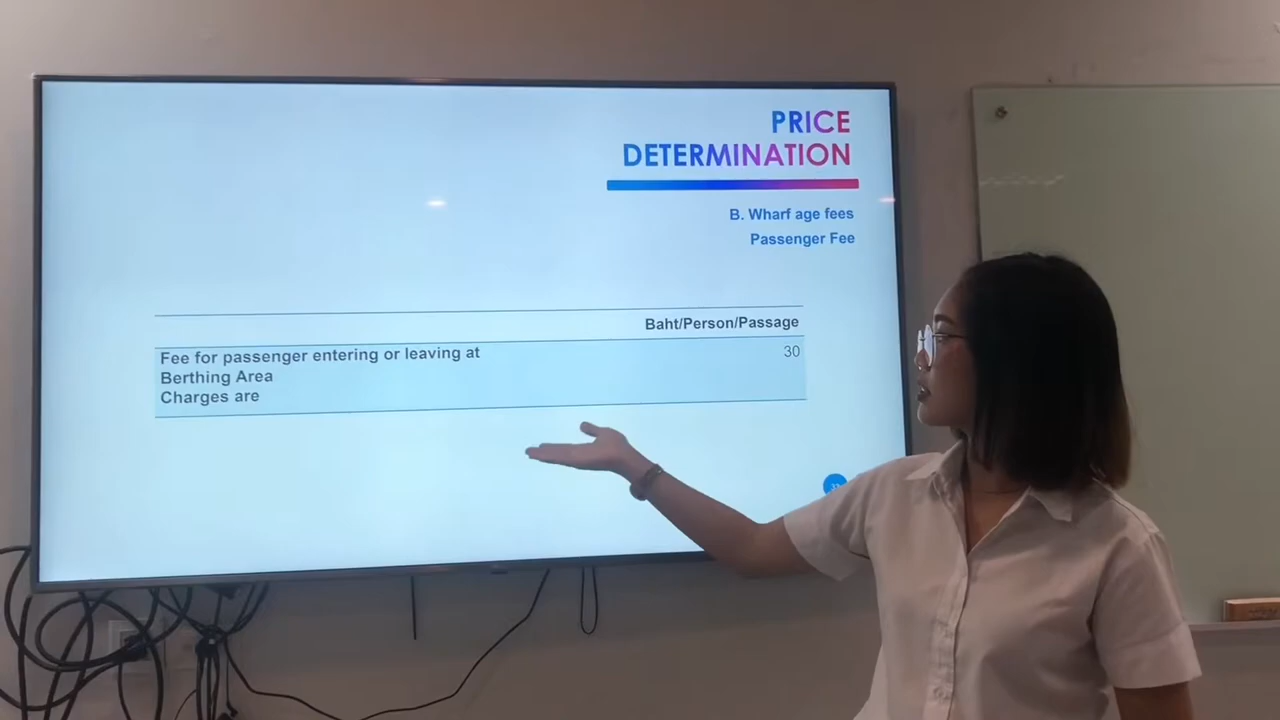 PRICE
DETERMINATION
B. Wharf age fees
Passenger Fee
Baht/Person/Passage
Fee for passenger entering or leaving at
30
Berthing Area
Charges are